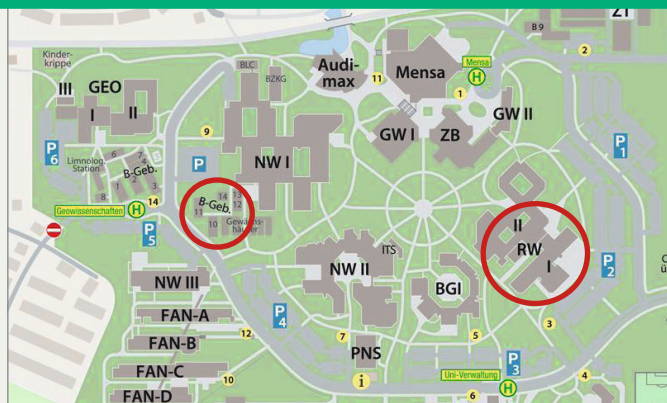 ZT
B 9
2
Kinder-
krippe
BLC
BZKG
Audi-
max
11
Mensa
Mensa
H
1
III
GEO
I
II
GW II
P 6
9
P
NW I
GW I
ZB
P 1
Limnolog.
Station
6
7
4
B-Geb.
1
2
3
8
S
14
Geowissenschaften
H
P 5
14
13
12
B-Geb.
11
10
Gewächs-
häuser
II
RW
I
ITS
NW II
BGI
P 2
NW III
FAN-A
FAN-B
FAN-C
FAN-D
P 4
12
10
7
PNS
i
5
3
P 3
Uni-Verwaltung
H
6
4